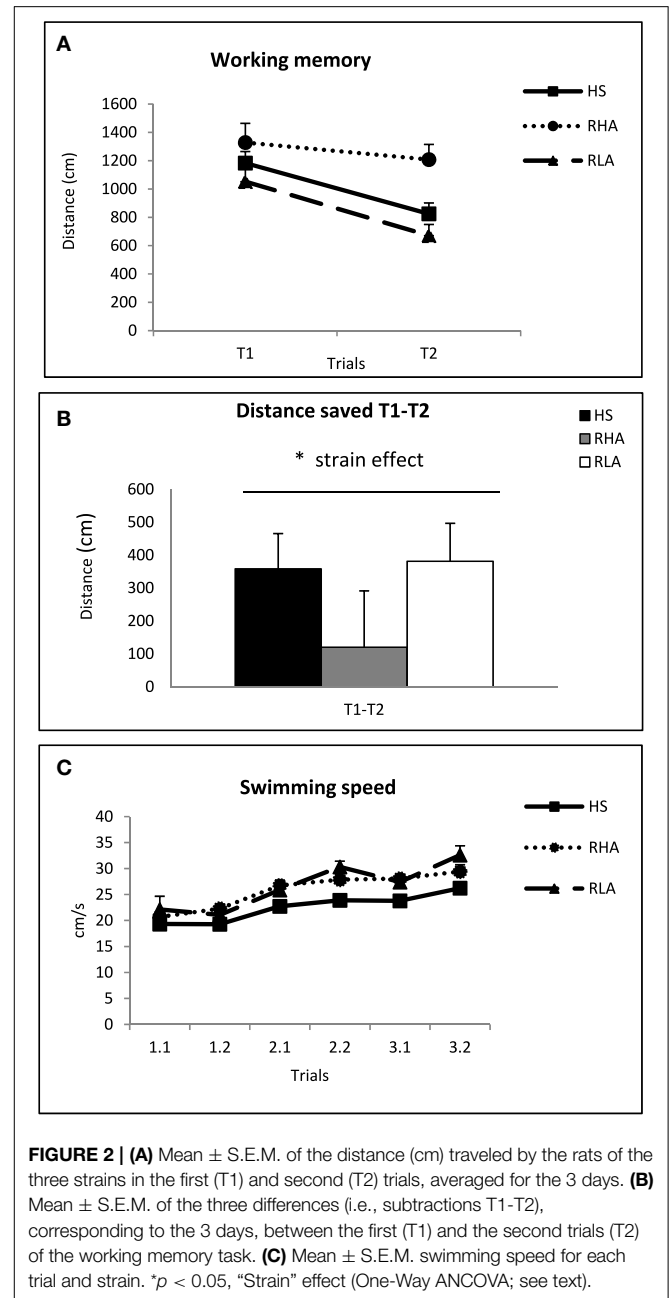 A
Working memory
HS
RHA
RLA
Distance (cm)
1600
1400
1200
1000
800
600
400
200
0
T1
T2
Trials
B
Distance saved T1-T2
HS
RHA
RLA
* strain effect
Distance (cm)
600
500
400
300
200
100
0
T1-T2
C
Swimming speed
HS
RHA
RLA
cm/s
40
35
30
25
20
15
10
5
0
1.1 1.2 2.1 2.2 3.1 3.2
Trials
FIGURE 2 | (A) Mean ± S.E.M. of the distance (cm) traveled by the rats of the
three strains in the first (T1) and second (T2) trials, averaged for the 3 days. (B)
Mean ± S.E.M. of the three differences (i.e., subtractions T1-T2),
corresponding to the 3 days, between the first (T1) and the second trials (T2)
of the working memory task. (C) Mean ± S.E.M. swimming speed for each
trial and strain. *p < 0.05, “Strain” effect (One-Way ANCOVA; see text).